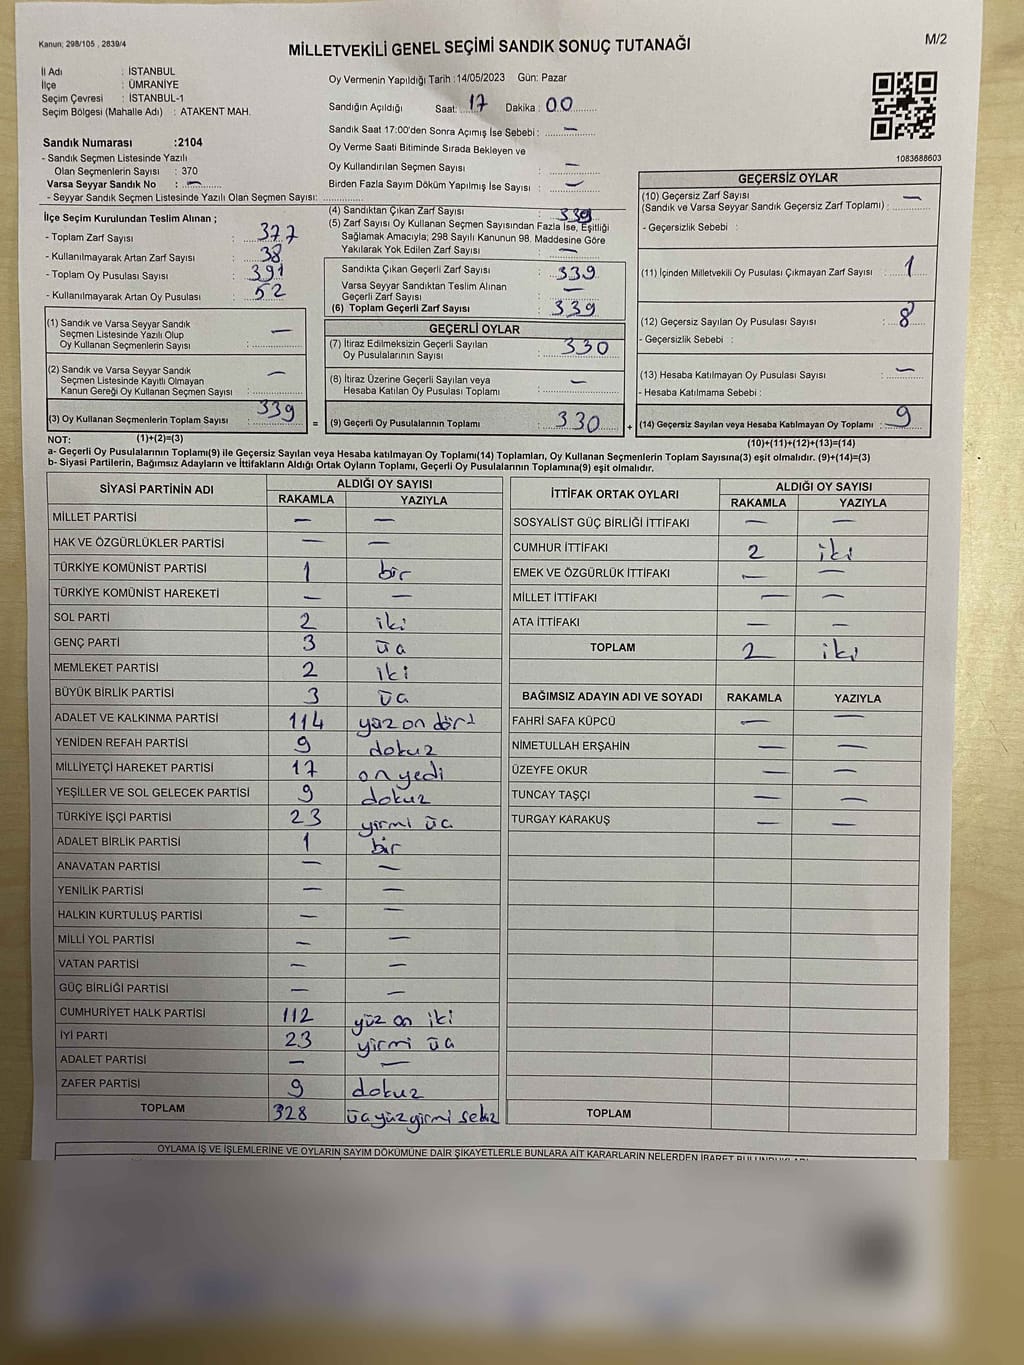 Kanun; 298/105 , 2839/4
MİLLETVEKİLİ GENEL SEÇİMİ SANDIK SONUÇ TUTANAĞI
M/2
İl Adı : İSTANBUL
İlçe : ÜMRANİYE
Seçim Çevresi : İSTANBUL-1
Seçim Bölgesi (Mahalle Adı) : ATAKENT MAH.
Sandık Numarası :2104
- Sandık Seçmen Listesinde Yazılı
Olan Seçmenlerin Sayısı : 370
Varsa Seyyar Sandık No : —
- Seyyar Sandık Seçmen Listesinde Yazılı Olan Seçmen Sayısı:
Oy Vermenin Yapıldığı Tarih :14/05/2023 Gün: Pazar
Sandığın Açıldığı Saat: 17 Dakika : 00
Sandık Saat 17:00'den Sonra Açımış İse Sebebi : —
Oy Verme Saati Bitiminde Sırada Bekleyen ve
Oy Kullandırılan Seçmen Sayısı —
Birden Fazla Sayım Döküm Yapılmış İse Sayısı : —
1083688603
İlçe Seçim Kurulundan Teslim Alınan ;
- Toplam Zarf Sayısı : 377
- Kullanılmayarak Artan Zarf Sayısı : 38
- Toplam Oy Pusulası Sayısı : 391
- Kullanılmayarak Artan Oy Pusulası : 52
(1) Sandık ve Varsa Seyyar Sandık
Seçmen Listesinde Yazılı Olup
Oy Kullanan Seçmenlerin Sayısı : —
(2) Sandık ve Varsa Seyyar Sandık
Seçmen Listesinde Kayıtlı Olmayan
Kanun Gereği Oy Kullanan Seçmen Sayısı : —
(3) Oy Kullanan Seçmenlerin Toplam Sayısı : 339
(4) Sandıktan Çıkan Zarf Sayısı : 339
(5) Zarf Sayısı Oy Kullanan Seçmen Sayısından Fazla İse, Eşitliği
Sağlamak Amacıyla; 298 Sayılı Kanunun 98. Maddesine Göre
Yakılarak Yok Edilen Zarf Sayısı : —
Sandıkta Çıkan Geçerli Zarf Sayısı : 339
Varsa Seyyar Sandıktan Teslim Alınan
Geçerli Zarf Sayısı : —
(6) Toplam Geçerli Zarf Sayısı : 339
GEÇERLİ OYLAR
(7) İtiraz Edilmeksizin Geçerli Sayılan
Oy Pusulalarının Sayısı : 330
(8) İtiraz Üzerine Geçerli Sayılan veya
Hesaba Katılan Oy Pusulası Toplamı : —
= (9) Geçerli Oy Pusulalarının Toplamı : 330
GEÇERSİZ OYLAR
(10) Geçersiz Zarf Sayısı
(Sandık ve Varsa Seyyar Sandık Geçersiz Zarf Toplamı) : —
- Geçersizlik Sebebi :
(11) İçinden Milletvekili Oy Pusulası Çıkmayan Zarf Sayısı : 1
(12) Geçersiz Sayılan Oy Pusulası Sayısı : 8
- Geçersizlik Sebebi :
(13) Hesaba Katılmayan Oy Pusulası Sayısı : —
- Hesaba Katılmama Sebebi :
+ (14) Geçersiz Sayılan veya Hesaba Katılmayan Oy Toplamı : 9
NOT: (1)+(2)=(3)
(10)+(11)+(12)+(13)=(14)
a- Geçerli Oy Pusulalarının Toplamı(9) ile Geçersiz Sayılan veya Hesaba katılmayan Oy Toplamı(14) Toplamları, Oy Kullanan Seçmenlerin Toplam Sayısına(3) eşit olmalıdır. (9)+(14)=(3)
b- Siyasi Partilerin, Bağımsız Adayların ve İttifakların Aldığı Ortak Oyların Toplamı, Geçerli Oy Pusulalarının Toplamına(9) eşit olmalıdır.
SİYASİ PARTİNİN ADI ALDIĞI OY SAYISI
RAKAMLA YAZIYLA
MİLLET PARTİSİ — —
HAK VE ÖZGÜRLÜKLER PARTİSİ — —
TÜRKİYE KOMÜNİST PARTİSİ 1 bir
TÜRKİYE KOMÜNİST HAREKETİ — —
SOL PARTİ 2 iki
GENÇ PARTİ 3 üç
MEMLEKET PARTİSİ 2 iki
BÜYÜK BİRLİK PARTİSİ 3 üç
ADALET VE KALKINMA PARTİSİ 114 yüz on dört
YENİDEN REFAH PARTİSİ 9 dokuz
MİLLİYETÇİ HAREKET PARTİSİ 17 on yedi
YEŞİLLER VE SOL GELECEK PARTİSİ 9 dokuz
TÜRKİYE İŞÇİ PARTİSİ 23 yirmi üç
ADALET BİRLİK PARTİSİ 1 bir
ANAVATAN PARTİSİ — —
YENİLİK PARTİSİ — —
HALKIN KURTULUŞ PARTİSİ — —
MİLLİ YOL PARTİSİ — —
VATAN PARTİSİ — —
GÜÇ BİRLİĞİ PARTİSİ — —
CUMHURİYET HALK PARTİSİ 112 yüz on iki
İYİ PARTİ 23 yirmi üç
ADALET PARTİSİ — —
ZAFER PARTİSİ 9 dokuz
TOPLAM 328 üçyüzyirmi sekiz
İTTİFAK ORTAK OYLARI ALDIĞI OY SAYISI
RAKAMLA YAZIYLA
SOSYALİST GÜÇ BİRLİĞİ İTTİFAKI — —
CUMHUR İTTİFAKI 2 iki
EMEK VE ÖZGÜRLÜK İTTİFAKI — —
MİLLET İTTİFAKI — —
ATA İTTİFAKI — —
TOPLAM 2 iki
BAĞIMSIZ ADAYIN ADI VE SOYADI RAKAMLA YAZIYLA
FAHRİ SAFA KÜPCÜ — —
NİMETULLAH ERŞAHİN — —
ÜZEYFE OKUR — —
TUNCAY TAŞÇI — —
TURGAY KARAKUŞ — —
TOPLAM
OYLAMA İŞ VE İŞLEMLERİNE VE OYLARIN SAYIM DÖKÜMÜNE DAİR ŞİKAYETLERLE BUNLARA AİT KARARLARIN NELERDEN İBARET